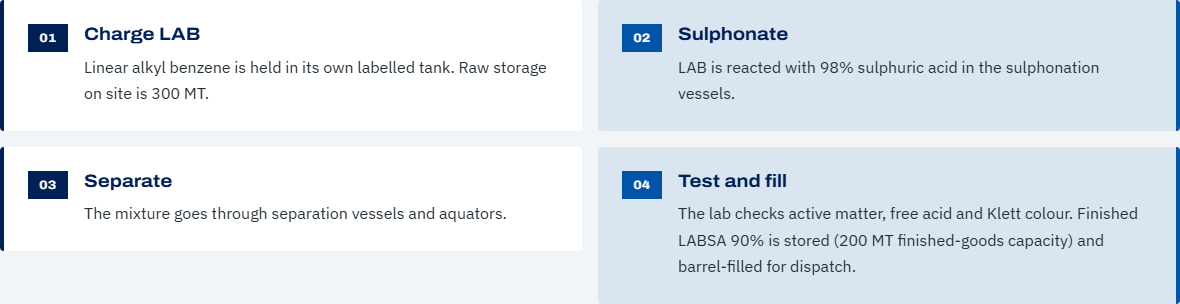 01
Charge LAB
Linear alkyl benzene is held in its own labelled tank. Raw storage
on site is 300 MT.
02
Sulphonate
LAB is reacted with 98% sulphuric acid in the sulphonation
vessels.
03
Separate
The mixture goes through separation vessels and aquators.
04
Test and fill
The lab checks active matter, free acid and Klett colour. Finished
LABSA 90% is stored (200 MT finished-goods capacity) and
barrel-filled for dispatch.